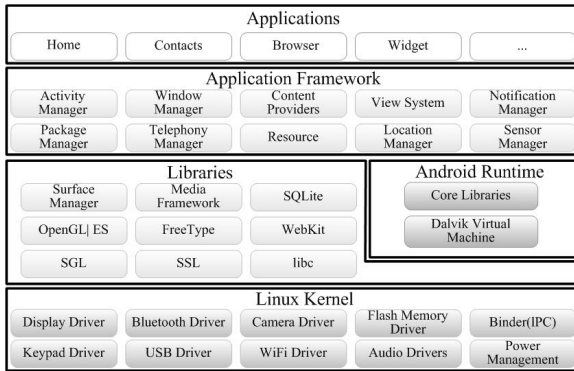 Applications
Home
Contacts
Browser
Widget
...
Application Framework
Activity
Manager
Window
Manager
Content
Providers
View System
Notification
Manager
Package
Manager
Telephony
Manager
Resource
Location
Manager
Sensor
Manager
Libraries
Surface
Manager
Media
Framework
SQLite
OpenGL| ES
FreeType
WebKit
SGL
SSL
libc
Android Runtime
Core Libraries
Dalvik Virtual
Machine
Linux Kernel
Display Driver
Bluetooth Driver
Camera Driver
Flash Memory
Driver
Binder(IPC)
Keypad Driver
USB Driver
WiFi Driver
Audio Drivers
Power
Management